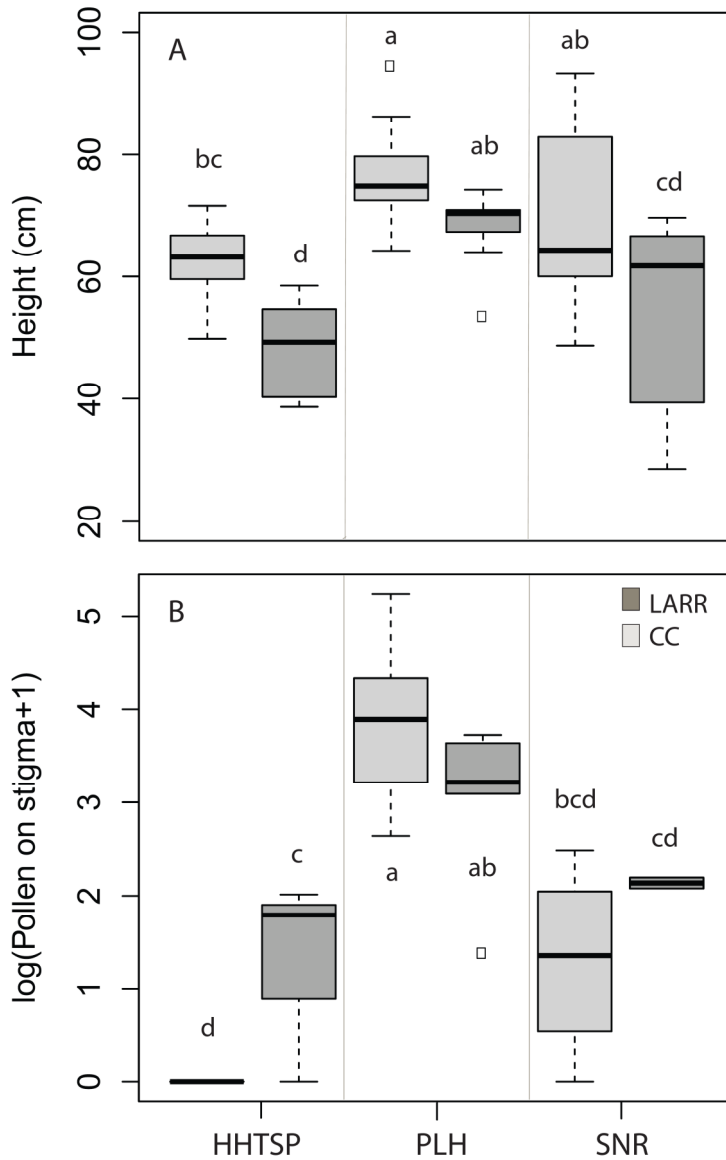 A
Height (cm)
100
80
60
40
20
bc
d
a
ab
ab
cd
B
log(Pollen on stigma+1)
5
4
3
2
1
0
LARR
CC
d
c
a
ab
bcd
cd
HHTSP
PLH
SNR